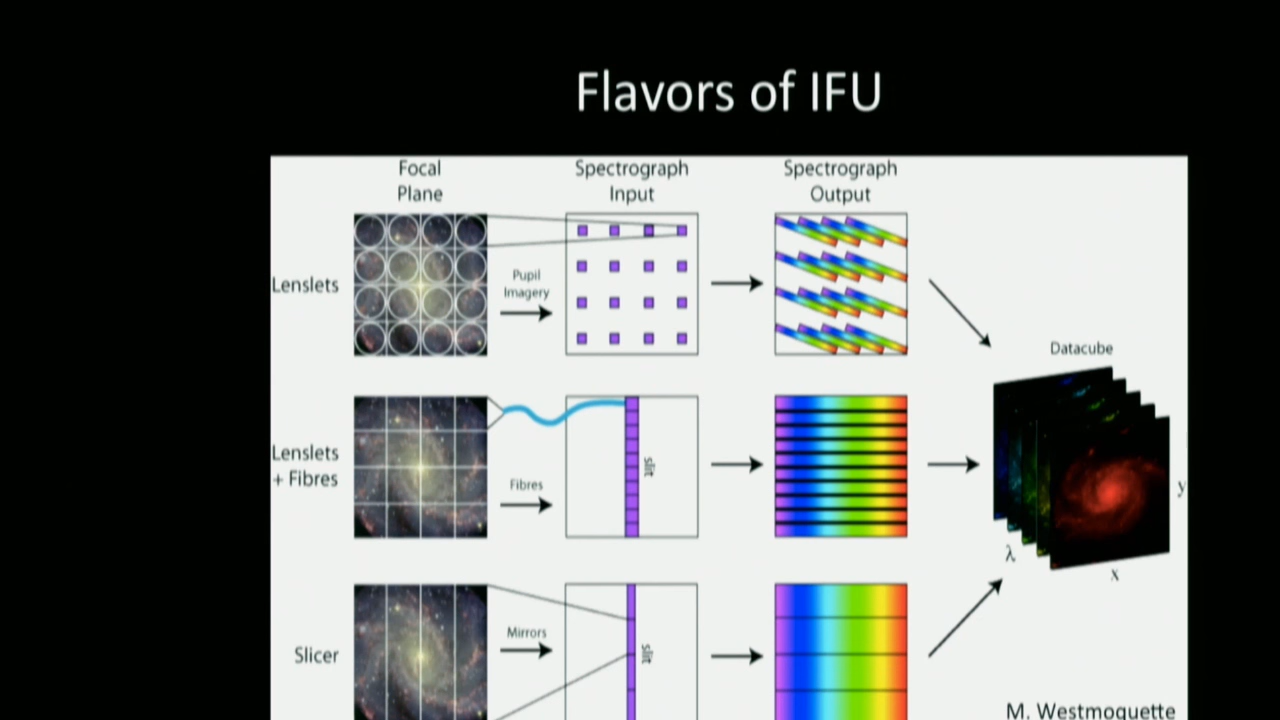 Flavors of IFU
Focal
Plane
Spectrograph
Input
Spectrograph
Output
Lenslets
Pupil
Imagery
Datacube
Lenslets
+ Fibres
Fibres
slit
y
λ
x
Slicer
Mirrors
slit
M. Westmoquette